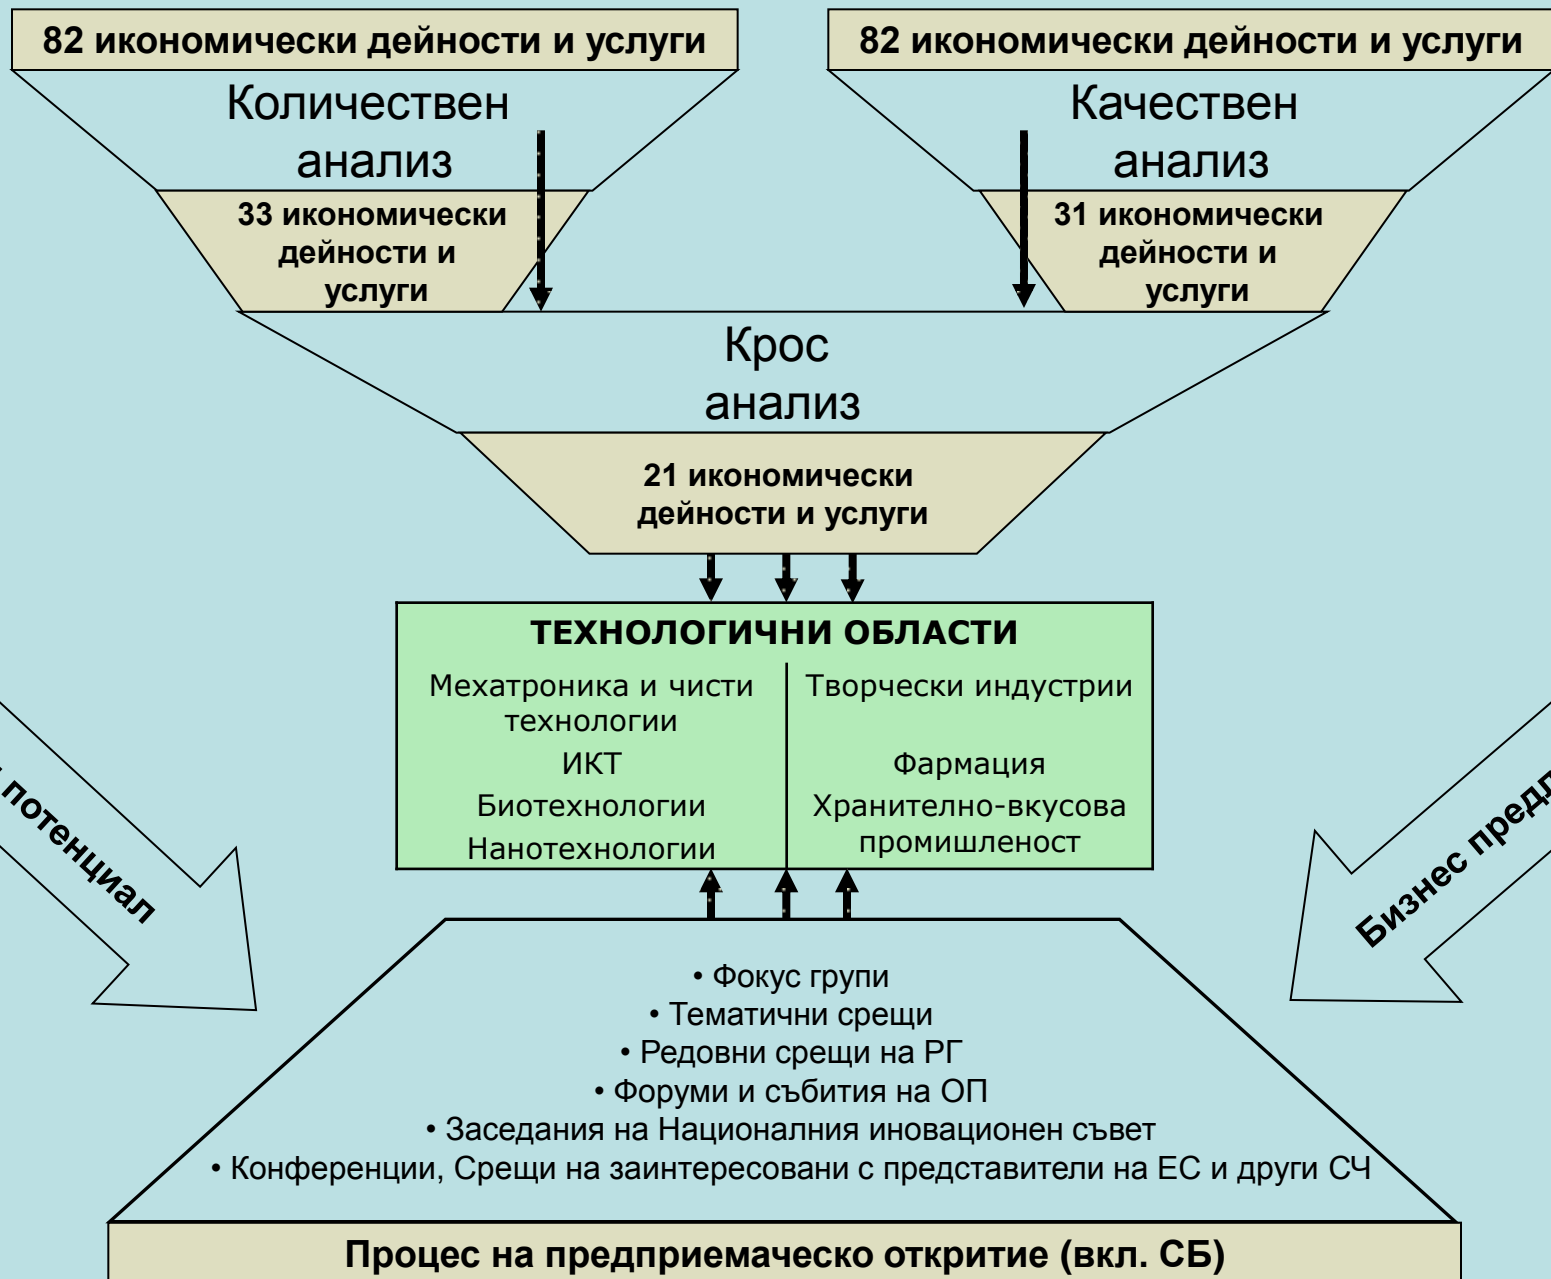 82 икономически дейности и услуги
82 икономически дейности и услуги
Количествен
анализ
Качествен
анализ
33 икономически
дейности и
услуги
31 икономически
дейности и
услуги
Крос
анализ
21 икономически
дейности и услуги
ТЕХНОЛОГИЧНИ ОБЛАСТИ
Мехатроника и чисти
технологии
ИКТ
Биотехнологии
Нанотехнологии
Творчески индустрии
Фармация
Хранително-вкусова
промишленост
потенциал
Бизнес
• Фокус групи
• Тематични срещи
• Редовни срещи на РГ
• Форуми и събития на ОП
• Заседания на Националния иновационен съвет
• Конференции, Срещи на заинтересовани с представители на ЕС и други СЧ
Процес на предприемаческо откритие (вкл. СБ)